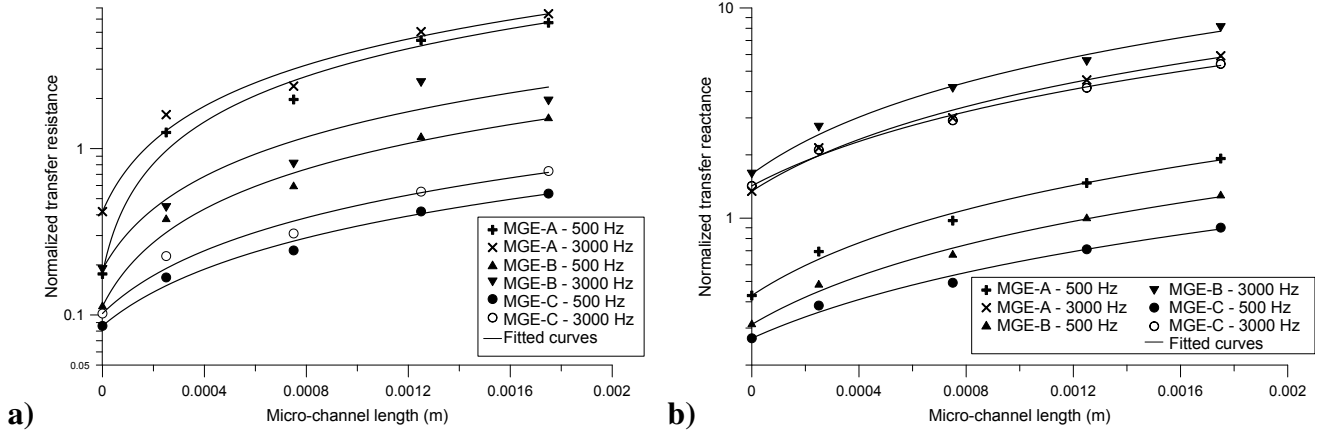 Normalized transfer resistance
1
0.1
0.05
MGE-A - 500 Hz
MGE-A - 3000 Hz
MGE-B - 500 Hz
MGE-B - 3000 Hz
MGE-C - 500 Hz
MGE-C - 3000 Hz
Fitted curves
0 0.0004 0.0008 0.0012 0.0016 0.002
Micro-channel length (m)
a)
Normalized transfer reactance
10
1
MGE-A - 500 Hz MGE-B - 3000 Hz
MGE-A - 3000 Hz MGE-C - 500 Hz
MGE-B - 500 Hz MGE-C - 3000 Hz
Fitted curves
0 0.0004 0.0008 0.0012 0.0016 0.002
Micro-channel length (m)
b)